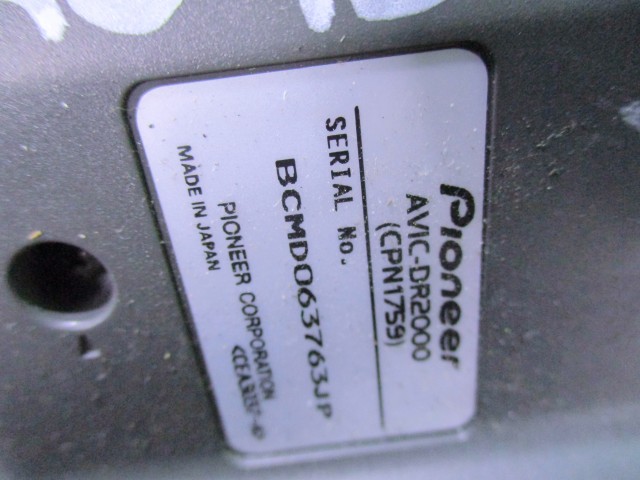 Pioneer
AVIC-DR2000
(CPN1759)
SERIAL No.
BCMD063763JP
PIONEER CORPORATION
MADE IN JAPAN